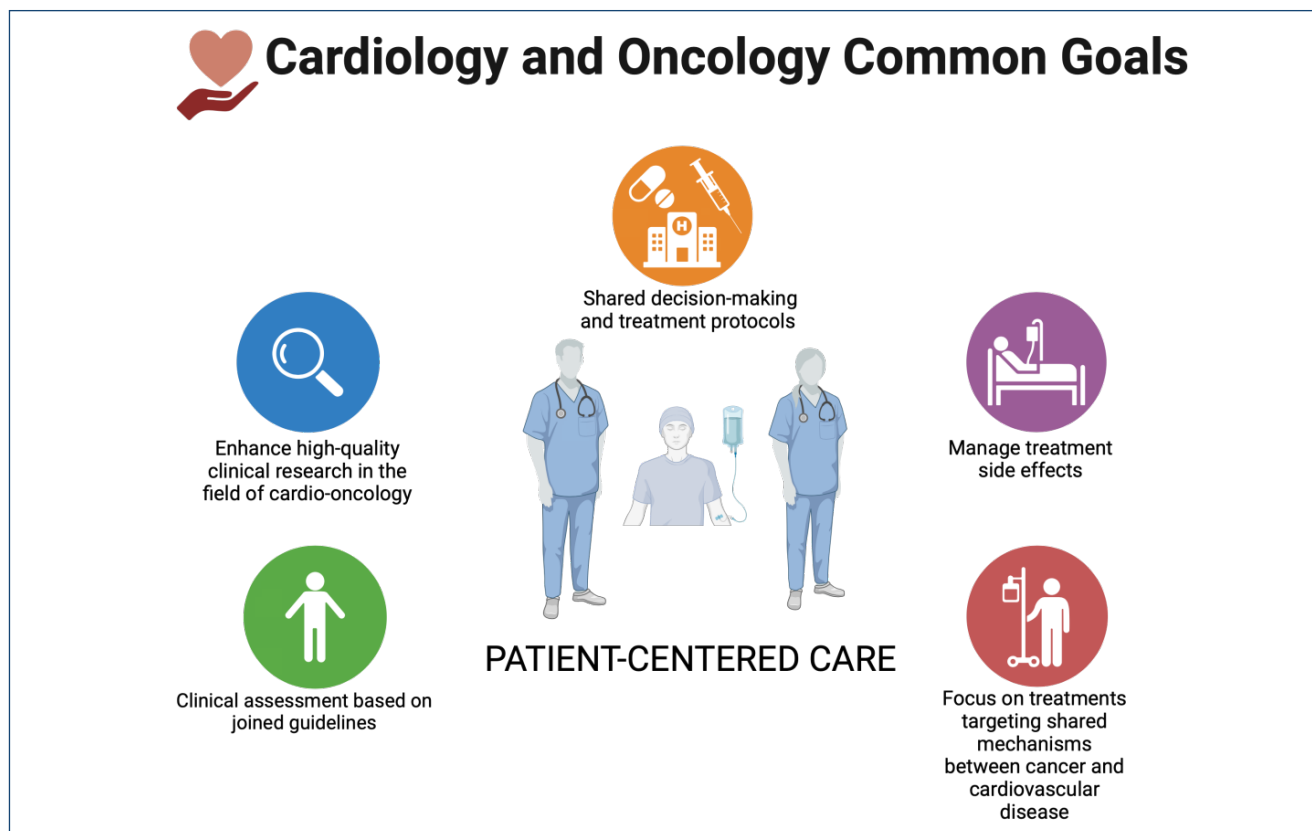 Cardiology and Oncology Common Goals
H
Shared decision-making
and treatment protocols
Enhance high-quality
clinical research in the
field of cardio-oncology
Manage treatment
side effects
Clinical assessment based on
joined guidelines
PATIENT-CENTERED CARE
Focus on treatments
targeting shared
mechanisms
between cancer and
cardiovascular
disease